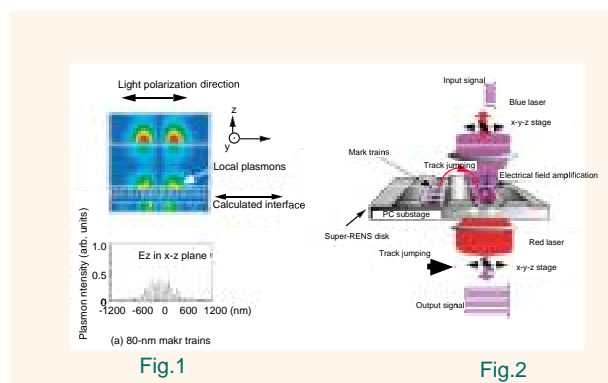 Light polarization direction
z
y
Local plasmons
Calculated interface
Plasmon ntensity (arb. units)
1.0
0.5
0
Ez in x-z plane
-1200 -600 0 600 1200 (nm)
(a) 80-nm makr trains
Fig.1
Input signal
Blue laser
x-y-z stage
Mark trains
Track jumping
Electrical field amplification
PC substage
Super-RENS disk
Red laser
Track jumping
x-y-z stage
Output signal
Fig.2